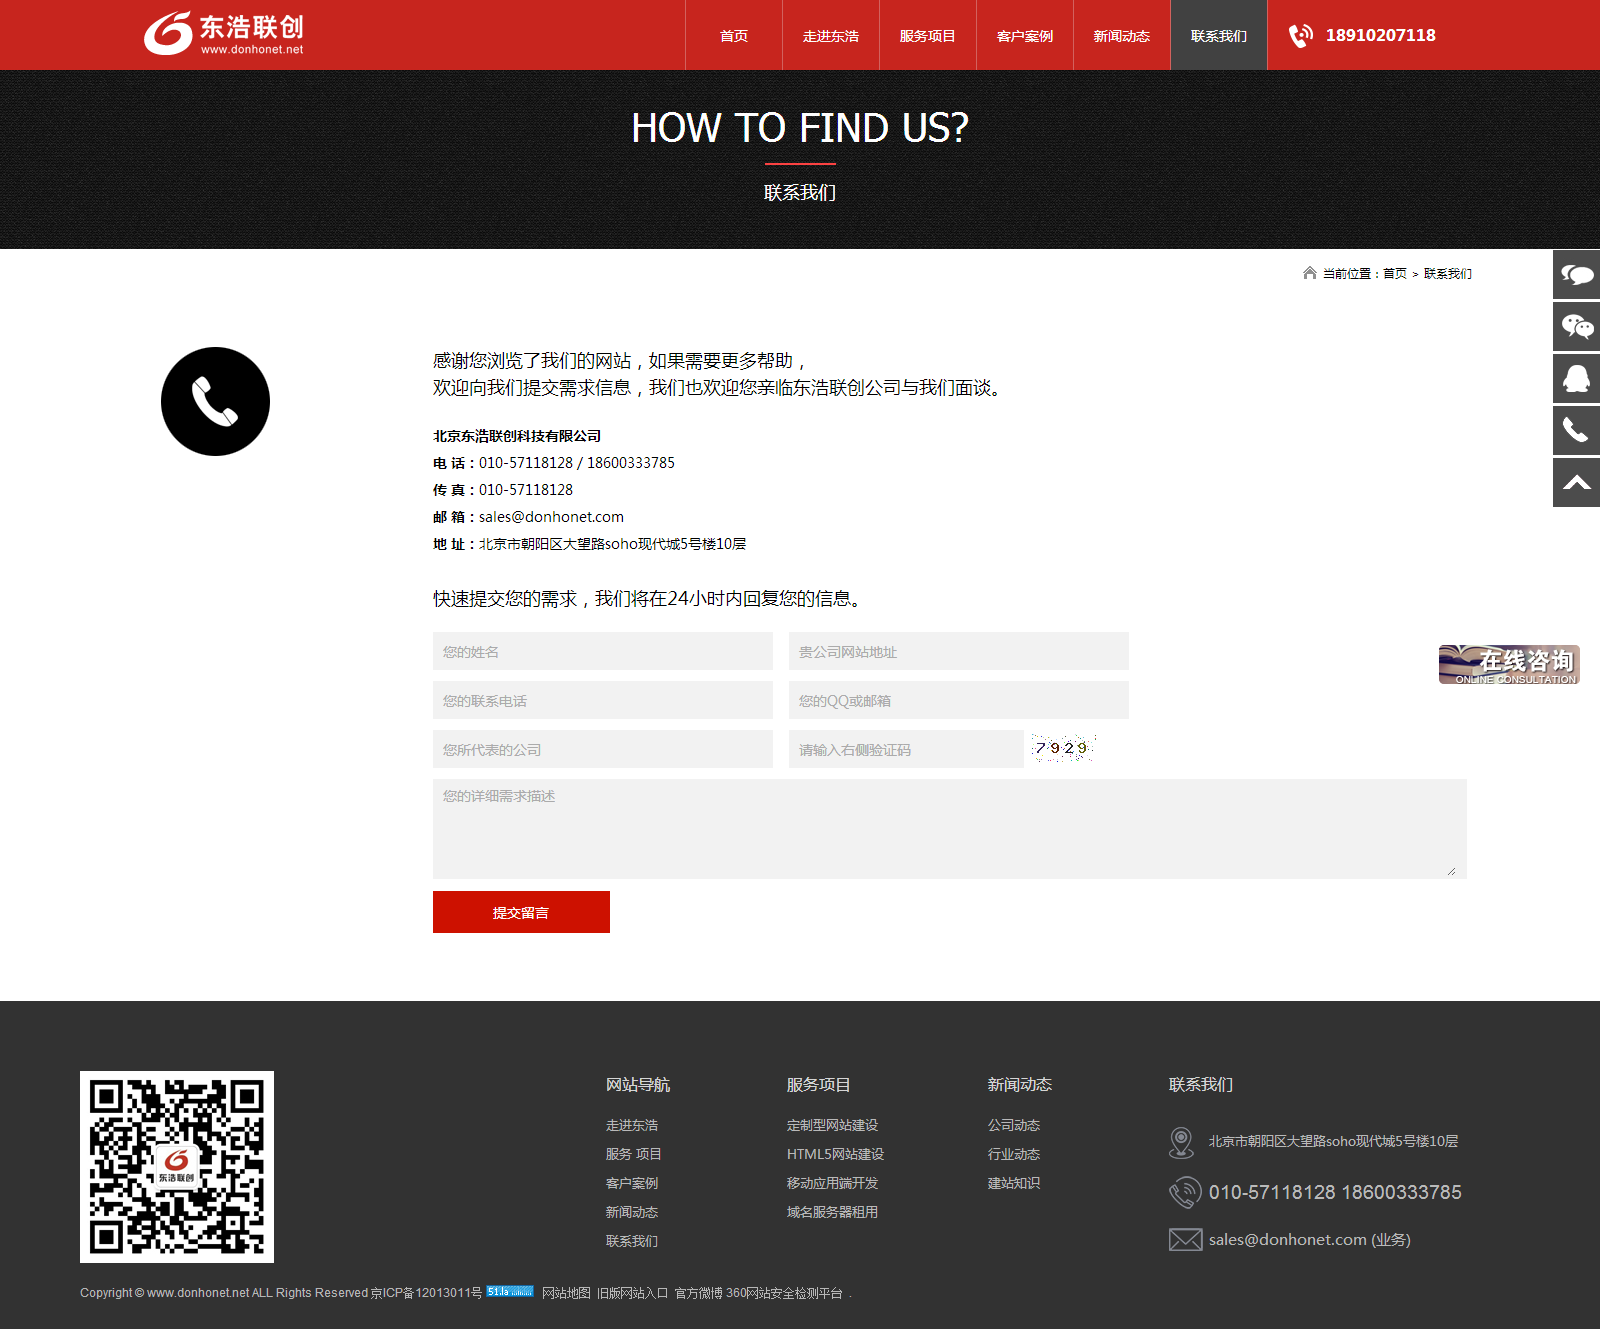 东浩联创
www.donhonet.net
首页
走进东浩
服务项目
客户案例
新闻动态
联系我们
18910207118
HOW TO FIND US?
联系我们
当前位置：首页 > 联系我们
感谢您浏览了我们的网站，如果需要更多帮助，
欢迎向我们提交需求信息，我们也欢迎您亲临东浩联创公司与我们面谈。
北京东浩联创科技有限公司
电 话：010-57118128 / 18600333785
传 真：010-57118128
邮 箱：sales@donhonet.com
地 址：北京市朝阳区大望路soho现代城5号楼10层
快速提交您的需求，我们将在24小时内回复您的信息。
您的姓名
贵公司网站地址
在线咨询
ONLINE CONSULTATION
您的联系电话
您的QQ或邮箱
您所代表的公司
请输入右侧验证码
7929
您的详细需求描述
提交留言
东浩联创
网站导航
走进东浩
服务 项目
客户案例
新闻动态
联系我们
服务项目
定制型网站建设
HTML5网站建设
移动应用端开发
域名服务器租用
新闻动态
公司动态
行业动态
建站知识
联系我们
北京市朝阳区大望路soho现代城5号楼10层
010-57118128 18600333785
sales@donhonet.com (业务)
Copyright © www.donhonet.net ALL Rights Reserved 京ICP备12013011号 51.la 网站地图 旧版网站入口 官方微博 360网站安全检测平台 .